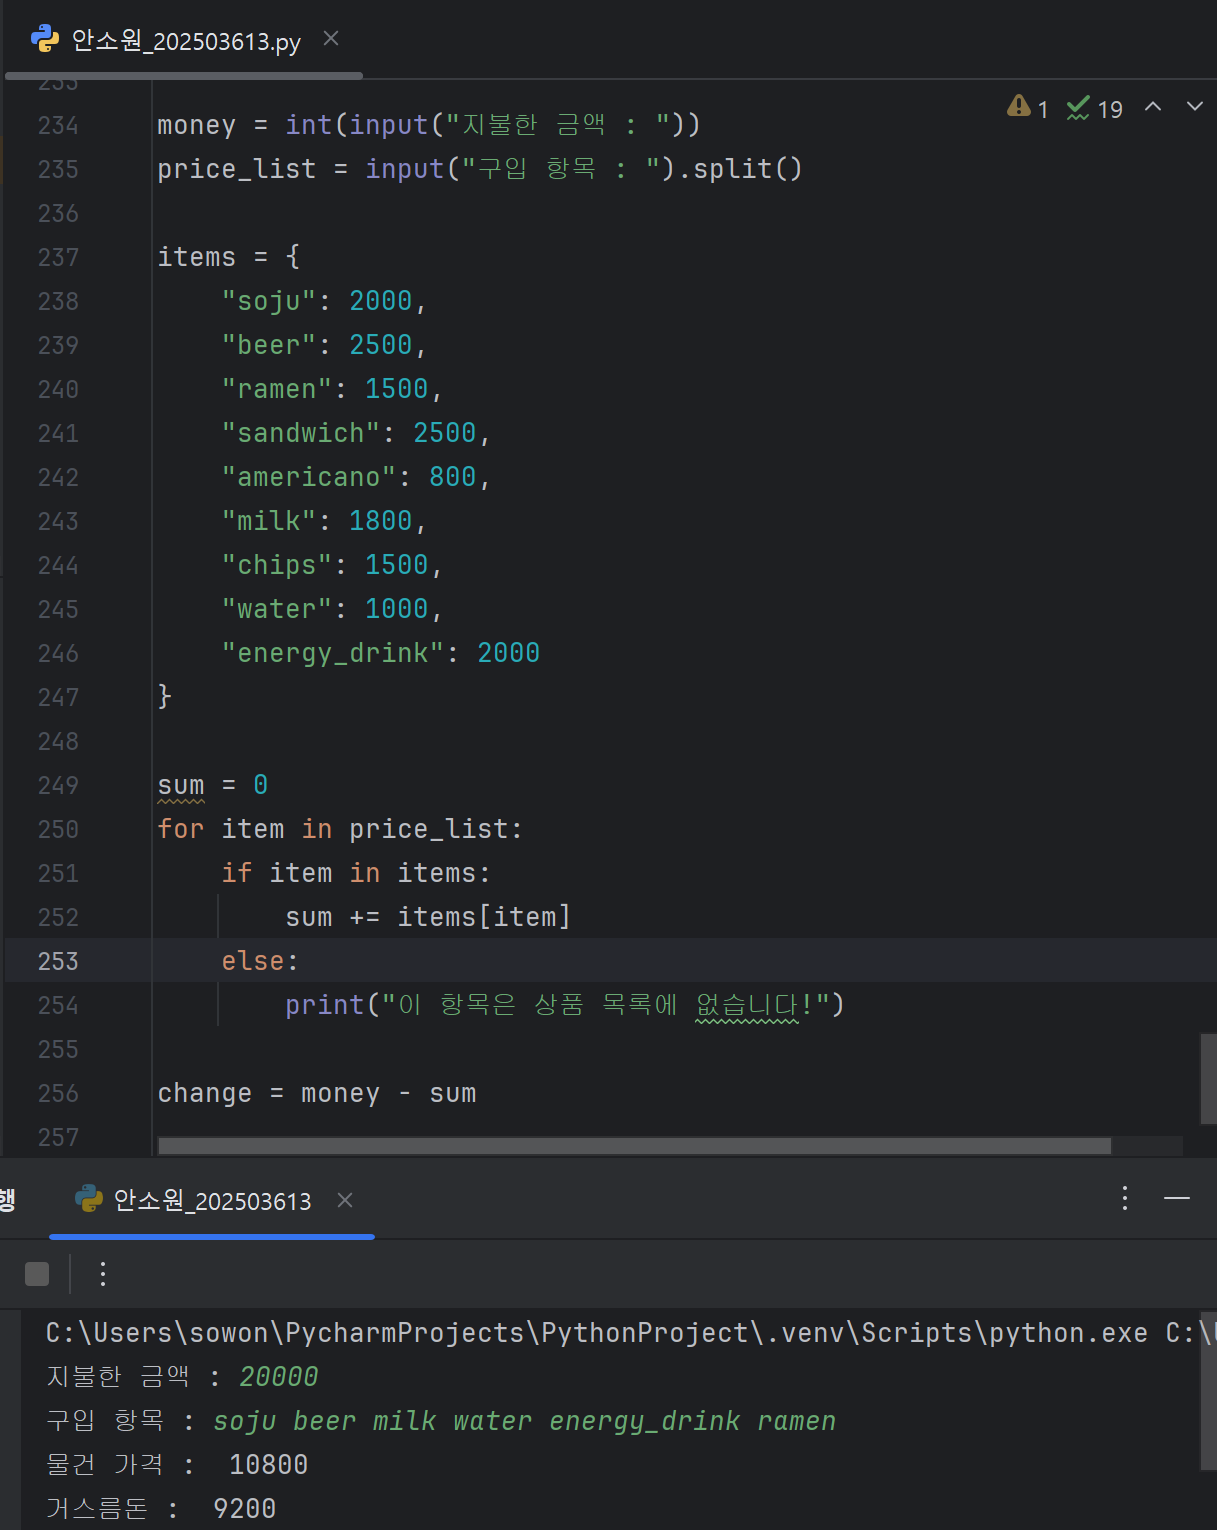 안소원_202503613.py
233
1 19
234 money = int(input("지불한 금액 : "))
235 price_list = input("구입 항목 : ").split()
236
237 items = {
238 "soju": 2000,
239 "beer": 2500,
240 "ramen": 1500,
241 "sandwich": 2500,
242 "americano": 800,
243 "milk": 1800,
244 "chips": 1500,
245 "water": 1000,
246 "energy_drink": 2000
247 }
248
249 sum = 0
250 for item in price_list:
251 if item in items:
252 sum += items[item]
253 else:
254 print("이 항목은 상품 목록에 없습니다!")
255
256 change = money - sum
257
행 안소원_202503613
C:\Users\sowon\PycharmProjects\PythonProject\.venv\Scripts\python.exe C:\U
지불한 금액 : 20000
구입 항목 : soju beer milk water energy_drink ramen
물건 가격 :  10800
거스름돈 :  9200